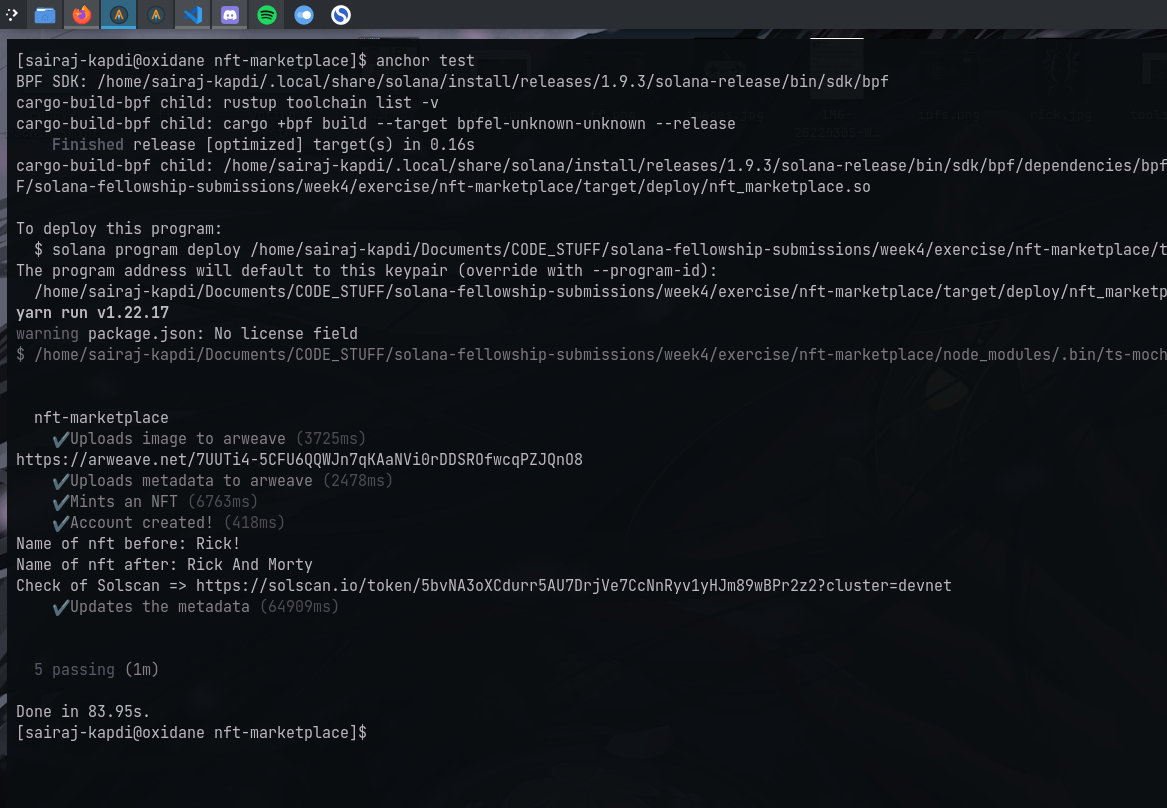 [sairaj-kapdi@oxidane nft-marketplace]$ anchor test
BPF SDK: /home/sairaj-kapdi/.local/share/solana/install/releases/1.9.3/solana-release/bin/sdk/bpf
cargo-build-bpf child: rustup toolchain list -v
cargo-build-bpf child: cargo +bpf build --target bpfel-unknown-unknown --release
Finished release [optimized] target(s) in 0.16s
cargo-build-bpf child: /home/sairaj-kapdi/.local/share/solana/install/releases/1.9.3/solana-release/bin/sdk/bpf/dependencies/bpf
F/solana-fellowship-submissions/week4/exercise/nft-marketplace/target/deploy/nft_marketplace.so
To deploy this program:
$ solana program deploy /home/sairaj-kapdi/Documents/CODE_STUFF/solana-fellowship-submissions/week4/exercise/nft-marketplace/t
The program address will default to this keypair (override with --program-id):
/home/sairaj-kapdi/Documents/CODE_STUFF/solana-fellowship-submissions/week4/exercise/nft-marketplace/target/deploy/nft_marketp
yarn run v1.22.17
warning package.json: No license field
$ /home/sairaj-kapdi/Documents/CODE_STUFF/solana-fellowship-submissions/week4/exercise/nft-marketplace/node_modules/.bin/ts-moch
nft-marketplace
✔Uploads image to arweave (3725ms)
https://arweave.net/7UUTi4-5CFU6QQWJn7qKAaNVi0rDDSROfwcqPZJQnO8
✔Uploads metadata to arweave (2478ms)
✔Mints an NFT (6763ms)
✔Account created! (418ms)
Name of nft before: Rick!
Name of nft after: Rick And Morty
Check of Solscan => https://solscan.io/token/5bvNA3oXCdurr5AU7DrjVe7CcNnRyv1yHJm89wBPr2z2?cluster=devnet
✔Updates the metadata (64909ms)
5 passing (1m)
Done in 83.95s.
[sairaj-kapdi@oxidane nft-marketplace]$